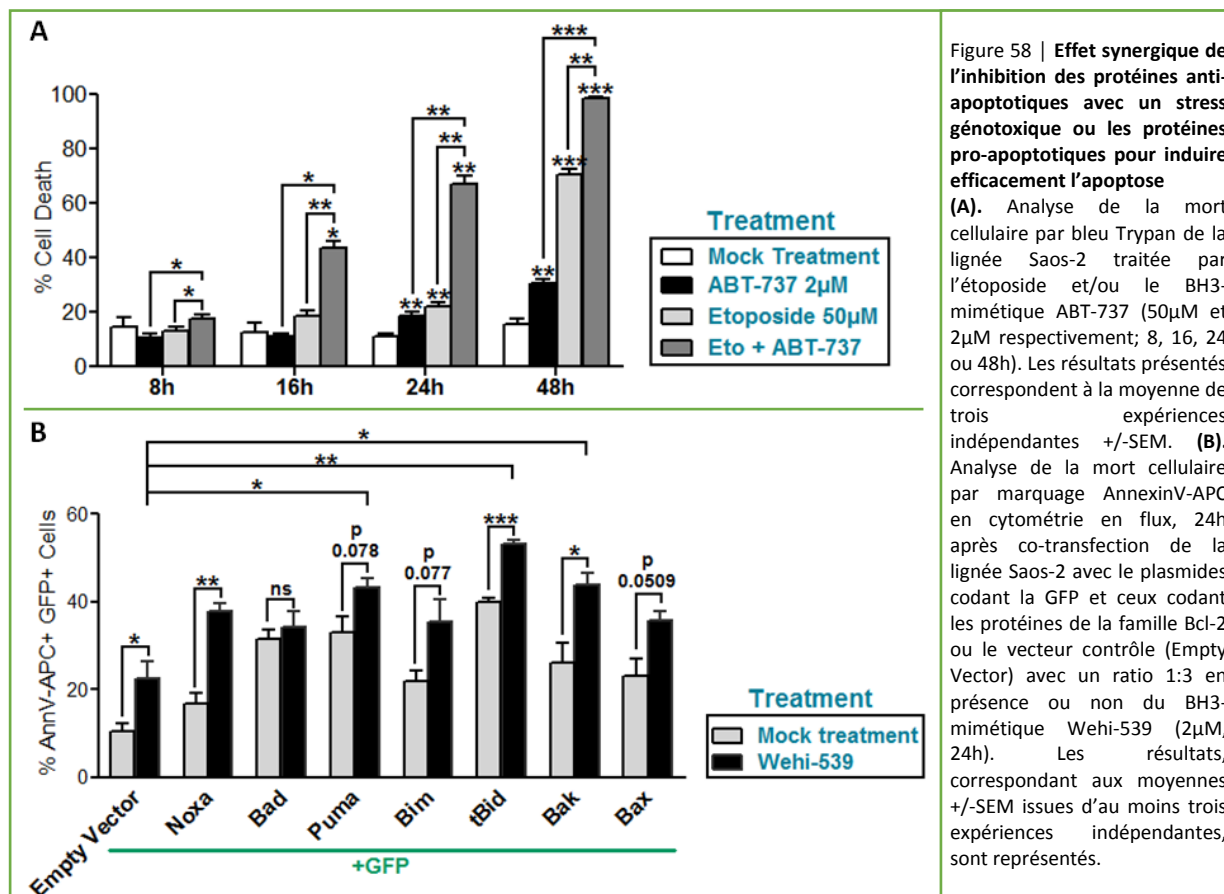 A
***
**
***
***
**
**
**
**
**
**
*
**
*
*
*
% Cell Death
100
80
60
40
20
0
8h
16h
24h
48h
Treatment
Mock Treatment
ABT-737 2µM
Etoposide 50µM
Eto + ABT-737
B
*
**
*
% AnnV-APC+ GFP+ Cells
60
40
20
0
*
**
ns
p
0.078
p
0.077
***
*
p
0.0509
Empty Vector
Noxa
Bad
Puma
Bim
tBid
Bak
Bax
+GFP
Treatment
Mock treatment
Wehi-539
Figure 58 | Effet synergique de
l'inhibition des protéines anti-
apoptotiques avec un stress
génotoxique ou les protéines
pro-apoptotiques pour induire
efficacement l'apoptose
(A). Analyse de la mort
cellulaire par bleu Trypan de la
lignée Saos-2 traitée par
l'étoposide et/ou le BH3-
mimétique ABT-737 (50µM et
2µM respectivement; 8, 16, 24
ou 48h). Les résultats présentés
correspondent à la moyenne de
trois expériences
indépendantes +/-SEM. (B).
Analyse de la mort cellulaire
par marquage AnnexinV-APC
en cytométrie en flux, 24h
après co-transfection de la
lignée Saos-2 avec le plasmides
codant la GFP et ceux codant
les protéines de la famille Bcl-2
ou le vecteur contrôle (Empty
Vector) avec un ratio 1:3 en
présence ou non du BH3-
mimétique Wehi-539 (2µM,
24h). Les résultats,
correspondant aux moyennes
+/-SEM issues d'au moins trois
expériences indépendantes,
sont représentés.